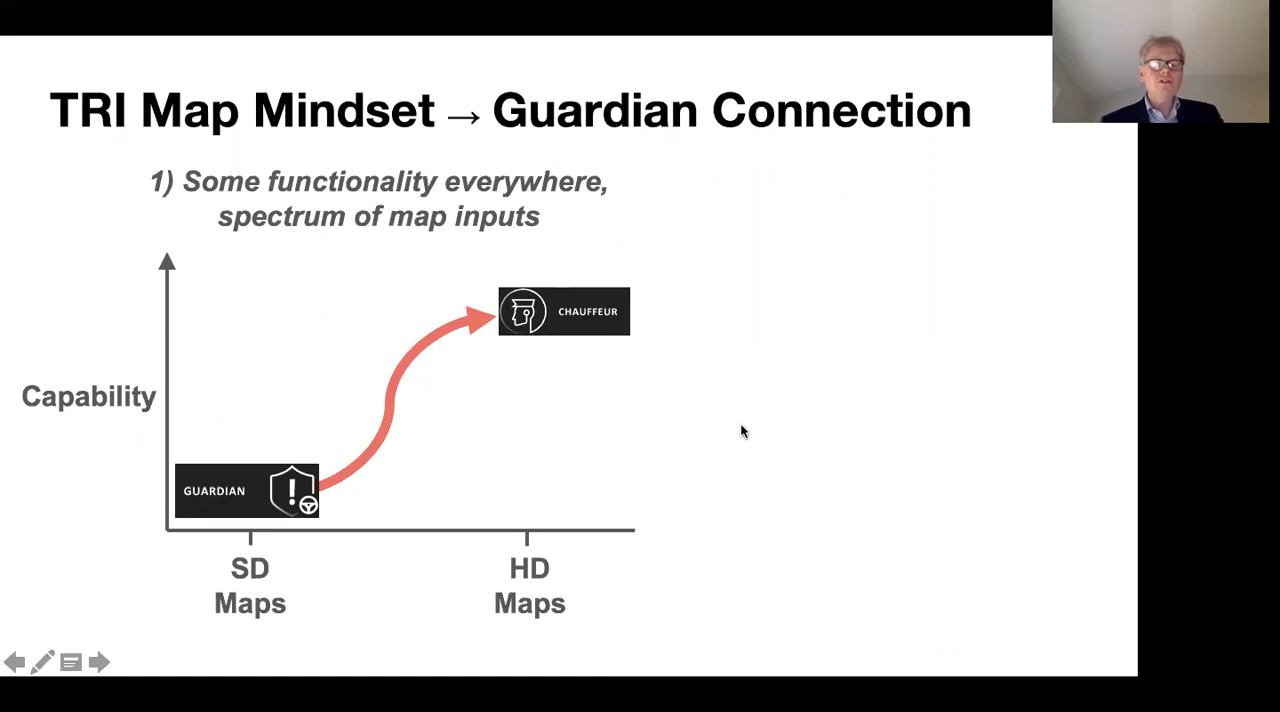 TRI Map Mindset → Guardian Connection
1) Some functionality everywhere,
spectrum of map inputs
CHAUFFEUR
Capability
GUARDIAN
SD
Maps
HD
Maps